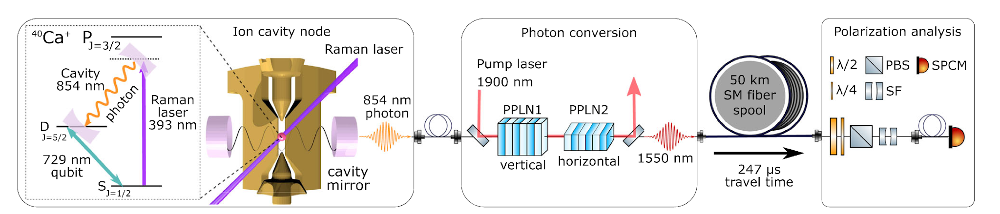 ⁴⁰Ca⁺
P J=3/2
Cavity
854 nm
photon
Raman
laser
393 nm
D J=5/2
729 nm
qubit
S J=1/2
Ion cavity node
Raman laser
cavity
mirror
854 nm
photon
Photon conversion
Pump laser
1900 nm
PPLN1
vertical
PPLN2
horizontal
1550 nm
50 km
SM fiber
spool
247 µs
travel time
Polarization analysis
λ/2 PBS SPCM
λ/4 SF